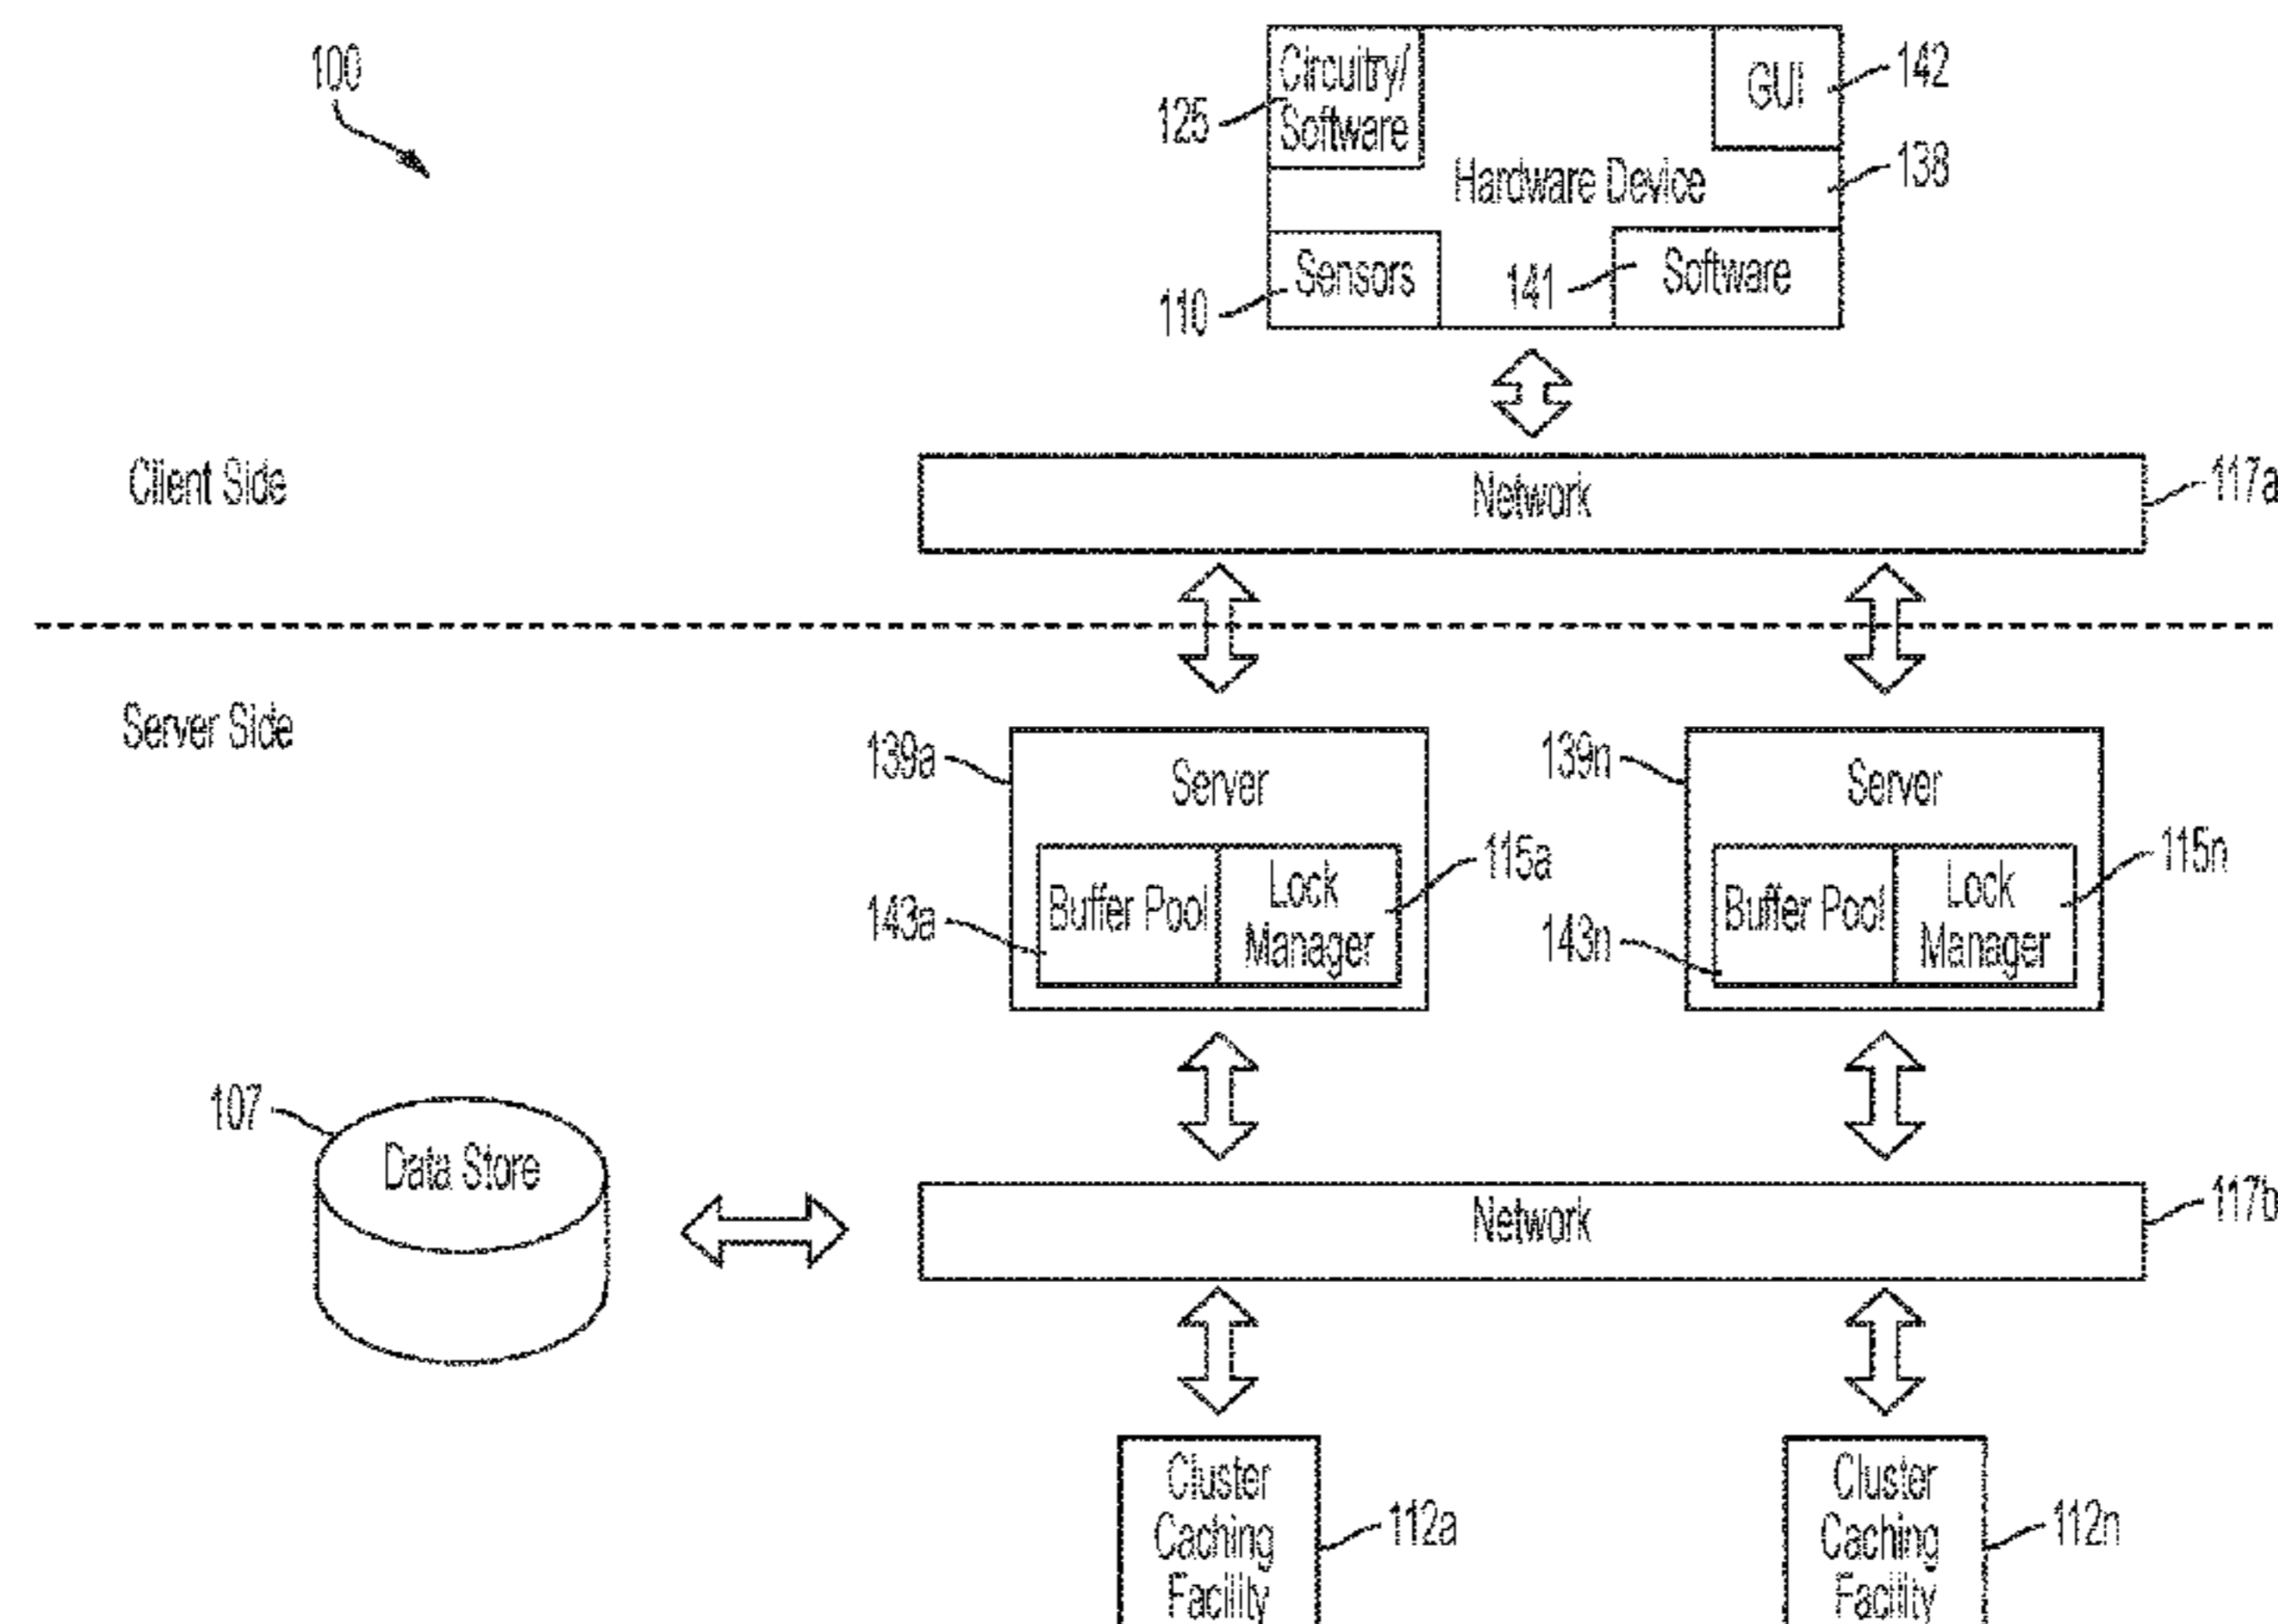 100
Circuitry/
Software
125
GUI
142
Hardware Device
138
Sensors
110
141
Software
Client Side
Network
117a
Server Side
139a
Server
139n
Server
143a
Buffer Pool
Lock
Manager
115a
143n
Buffer Pool
Lock
Manager
115n
107
Data Store
Network
117b
Cluster
Caching
Facility
112a
Cluster
Caching
Facility
112n